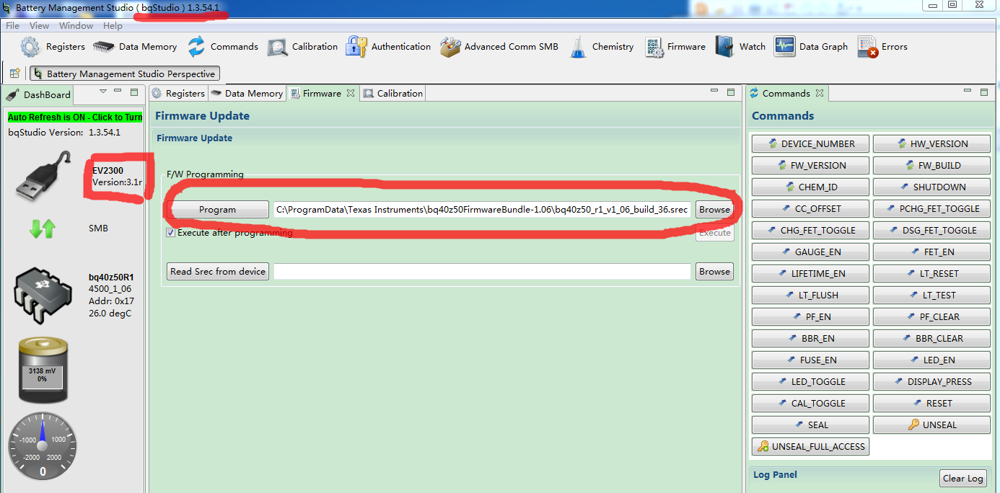 Battery Management Studio ( bqStudio ) 1.3.54.1
File View Window Help
Registers Data Memory Commands Calibration Authentication Advanced Comm SMB Chemistry Firmware Watch Data Graph Errors
Battery Management Studio Perspective
DashBoard
Auto Refresh is ON - Click to Turn
bqStudio Version: 1.3.54.1
EV2300
Version:3.1r
SMB
bq40z50R1
4500_1_06
Addr: 0x17
26.0 degC
3138 mV
0%
-1000 1000
-2000 2000
0
Registers Data Memory Firmware Calibration
Firmware Update
Firmware Update
F/W Programming
Program C:\ProgramData\Texas Instruments\bq40z50FirmwareBundle-1.06\bq40z50_r1_v1_06_build_36.srec Browse
Execute after programming Execute
Read Srec from device Browse
Commands
Commands
DEVICE_NUMBER HW_VERSION
FW_VERSION FW_BUILD
CHEM_ID SHUTDOWN
CC_OFFSET PCHG_FET_TOGGLE
CHG_FET_TOGGLE DSG_FET_TOGGLE
GAUGE_EN FET_EN
LIFETIME_EN LT_RESET
LT_FLUSH LT_TEST
PF_EN PF_CLEAR
BBR_EN BBR_CLEAR
FUSE_EN LED_EN
LED_TOGGLE DISPLAY_PRESS
CAL_TOGGLE RESET
SEAL UNSEAL
UNSEAL_FULL_ACCESS
Log Panel Clear Log